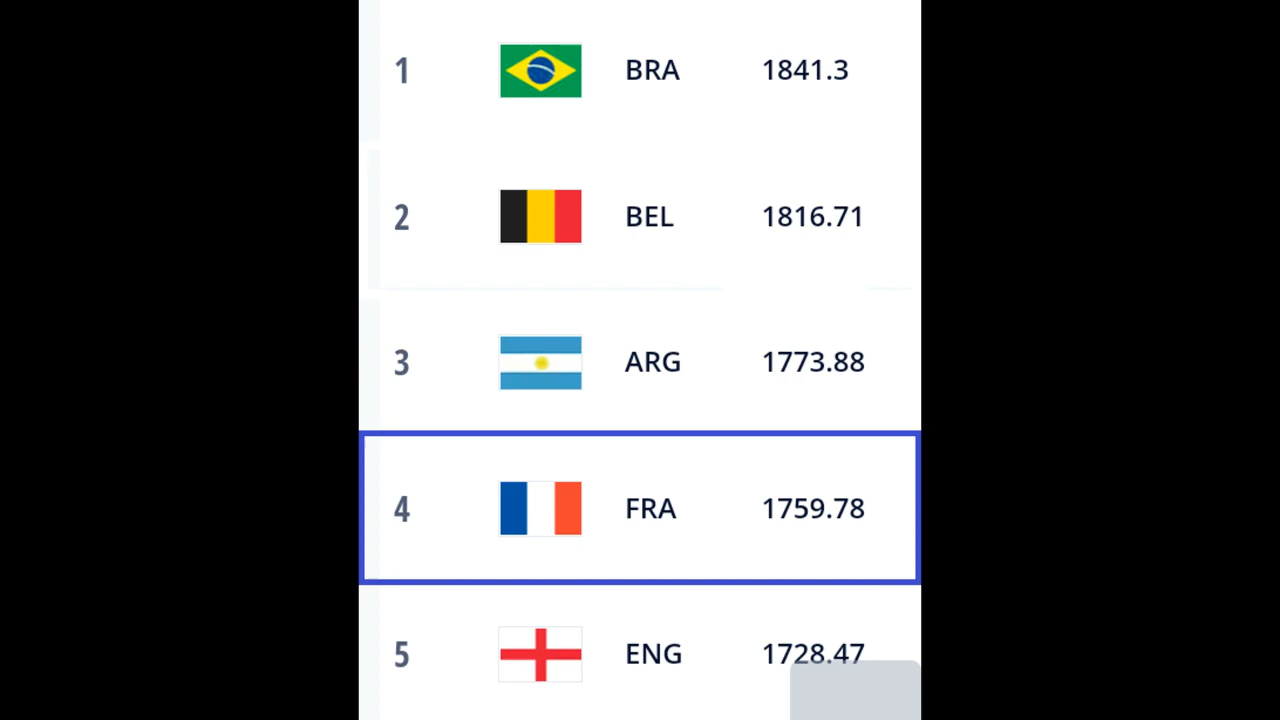 1 BRA 1841.3
2 BEL 1816.71
3 ARG 1773.88
4 FRA 1759.78
5 ENG 1728.47